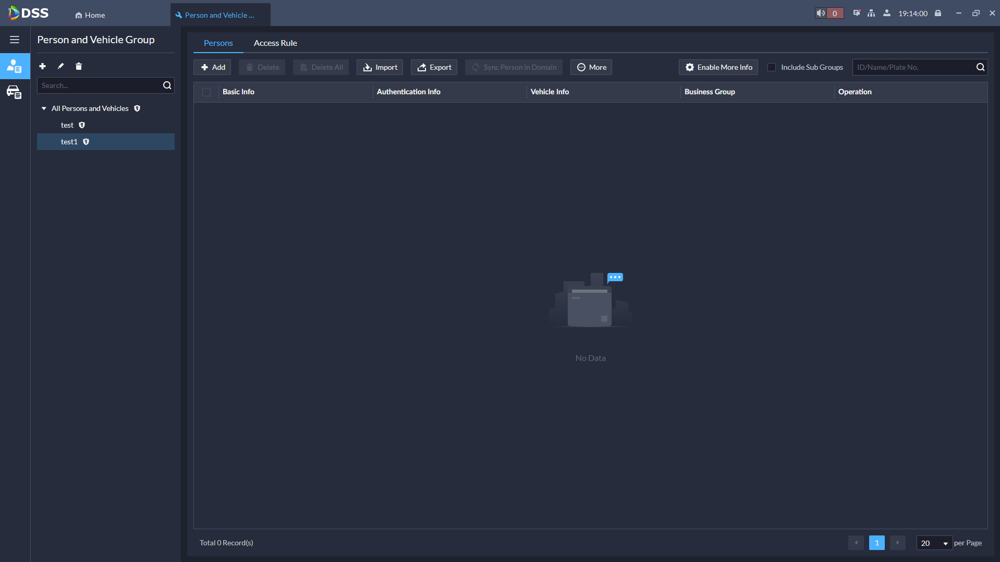 DSS
Home
Person and Vehicle ...
0
19:14:00
Person and Vehicle Group
Search...
All Persons and Vehicles
test
test1
Persons
Access Rule
Add
Delete
Delete All
Import
Export
Sync Person in Domain
More
Enable More Info
Include Sub Groups
ID/Name/Plate No.
Basic Info
Authentication Info
Vehicle Info
Business Group
Operation
No Data
Total 0 Record(s)
1
20
per Page